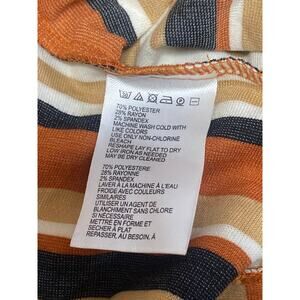 70% POLYESTER
28% RAYON
2% SPANDEX
MACHINE WASH COLD WITH
LIKE COLORS
USE ONLY NON-CHLORINE
BLEACH
RESHAPE LAY FLAT TO DRY
LOW IRON AS NEEDED
MAY BE DRY CLEANED
70% POLYESTERE
28% RAYONNE
2% SPANDEX
LAVER À LA MACHINE À L'EAU
FROIDE AVEC COULEURS
SIMILAIRES
UTILISER UN AGENT DE
BLANCHIMENT SANS CHLORE
SI NÉCESSAIRE
METTRE EN FORME ET
SÉCHER À PLAT
REPASSER, AU BESOIN, À